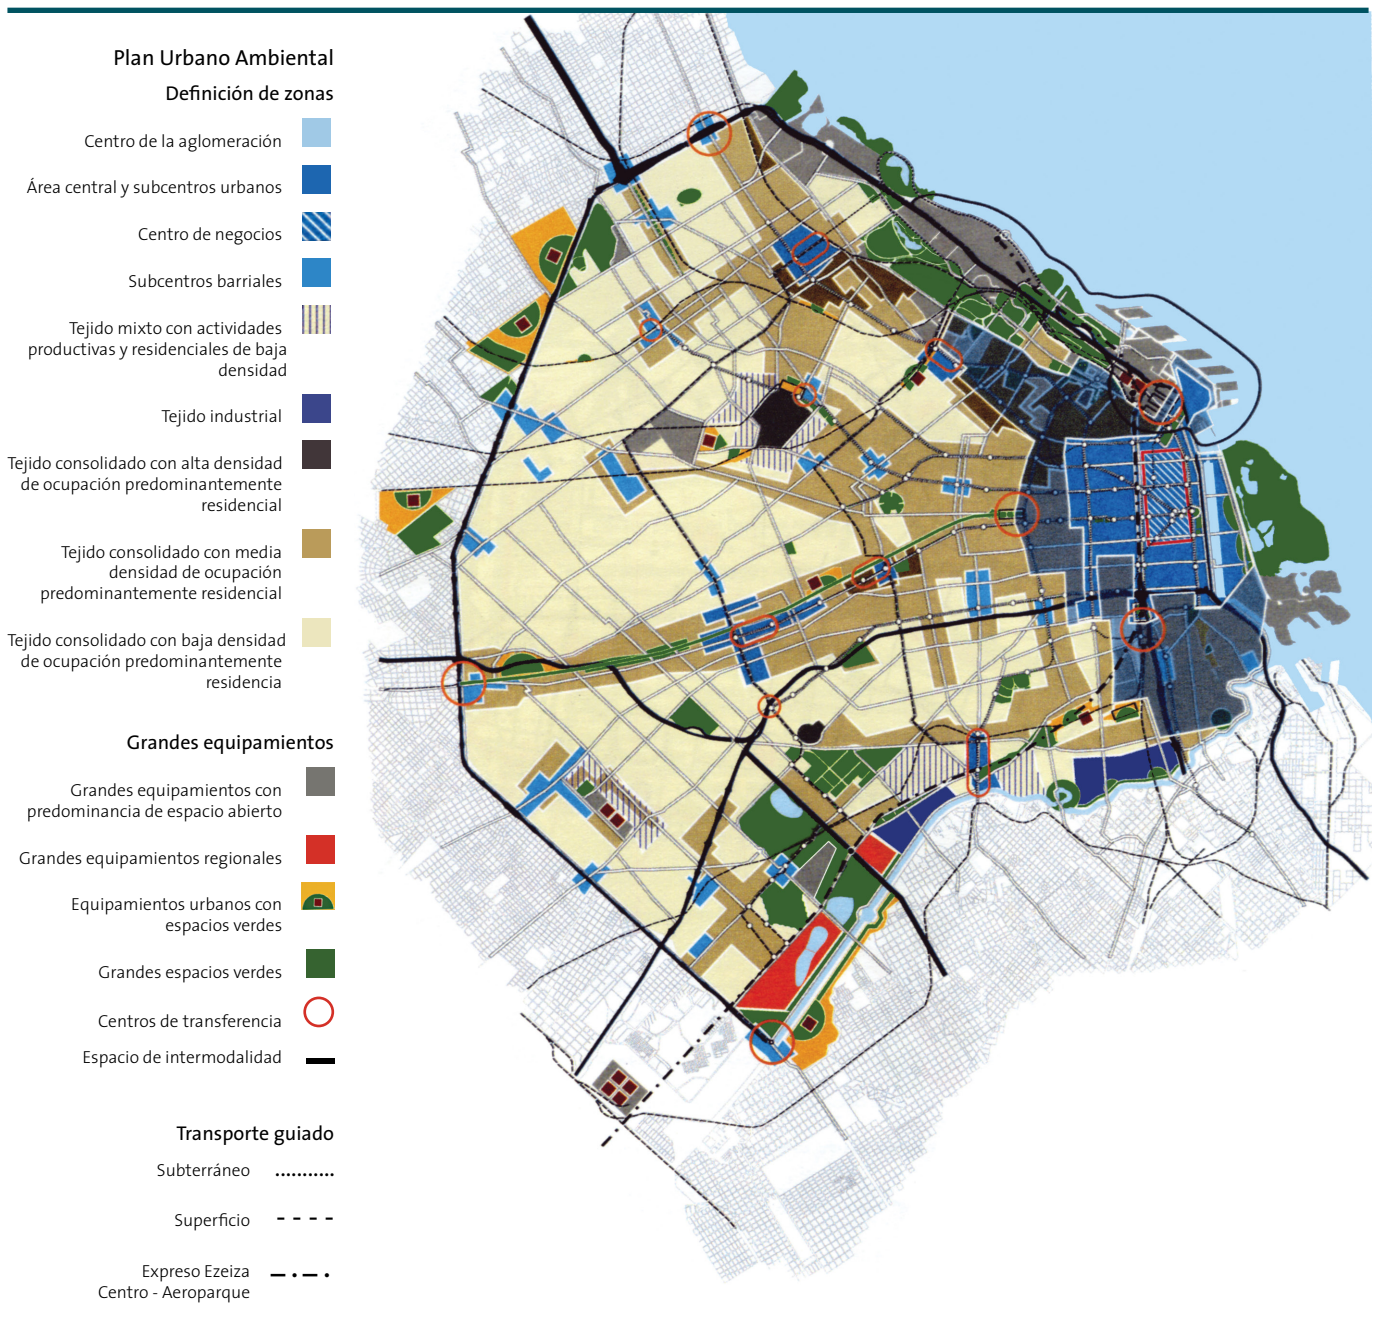 Plan Urbano Ambiental
Definición de zonas
Centro de la aglomeración
Área central y subcentros urbanos
Centro de negocios
Subcentros barriales
Tejido mixto con actividades
productivas y residenciales de baja
densidad
Tejido industrial
Tejido consolidado con alta densidad
de ocupación predominantemente
residencial
Tejido consolidado con media
densidad de ocupación
predominantemente residencial
Tejido consolidado con baja densidad
de ocupación predominantemente
residencia
Grandes equipamientos
Grandes equipamientos con
predominancia de espacio abierto
Grandes equipamientos regionales
Equipamientos urbanos con
espacios verdes
Grandes espacios verdes
Centros de transferencia
Espacio de intermodalidad
Transporte guiado
Subterráneo
Superficio
Expreso Ezeiza
Centro - Aeroparque